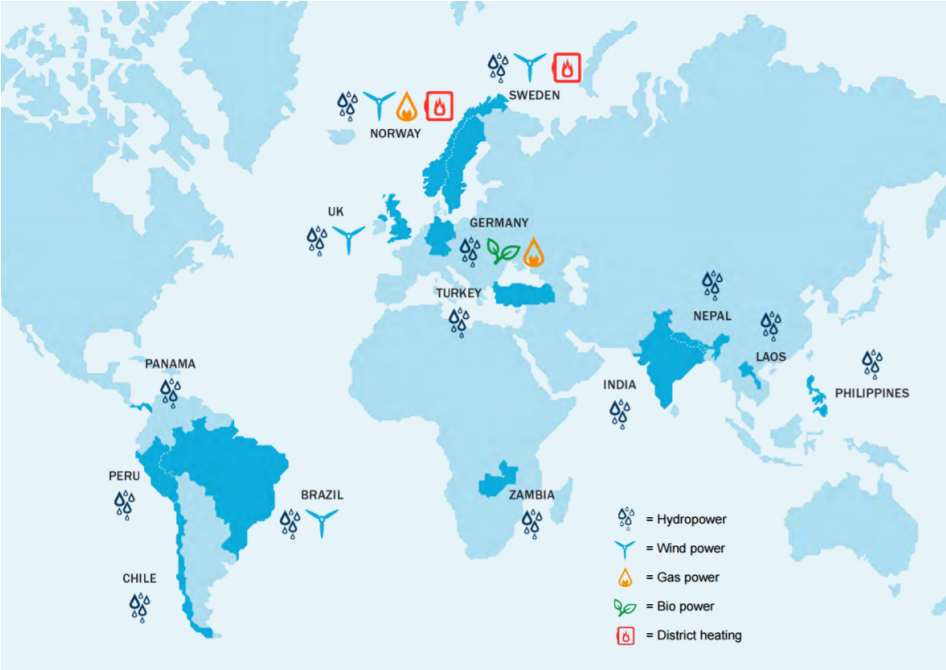 SWEDEN
NORWAY
UK
GERMANY
TURKEY
NEPAL
LAOS
PANAMA
INDIA
PHILIPPINES
PERU
BRAZIL
ZAMBIA
CHILE
= Hydropower
= Wind power
= Gas power
= Bio power
= District heating